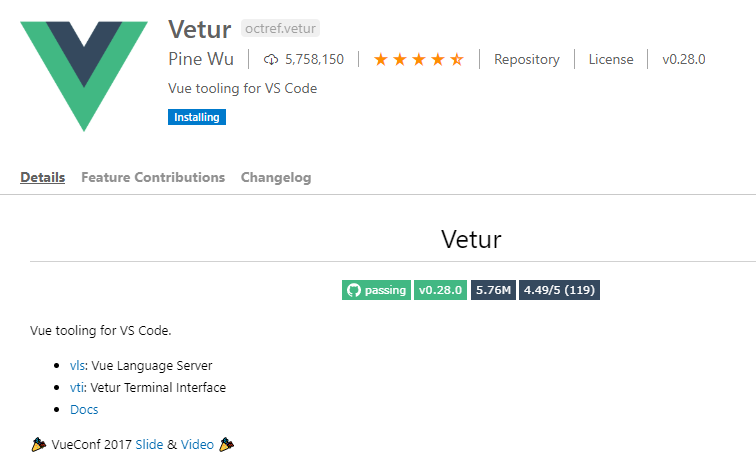 Vetur octref.vetur
Pine Wu 5,758,150 Repository License v0.28.0
Vue tooling for VS Code
Installing
Details Feature Contributions Changelog
Vetur
passing v0.28.0 5.76M 4.49/5 (119)
Vue tooling for VS Code.
vls: Vue Language Server
vti: Vetur Terminal Interface
Docs
VueConf 2017 Slide & Video